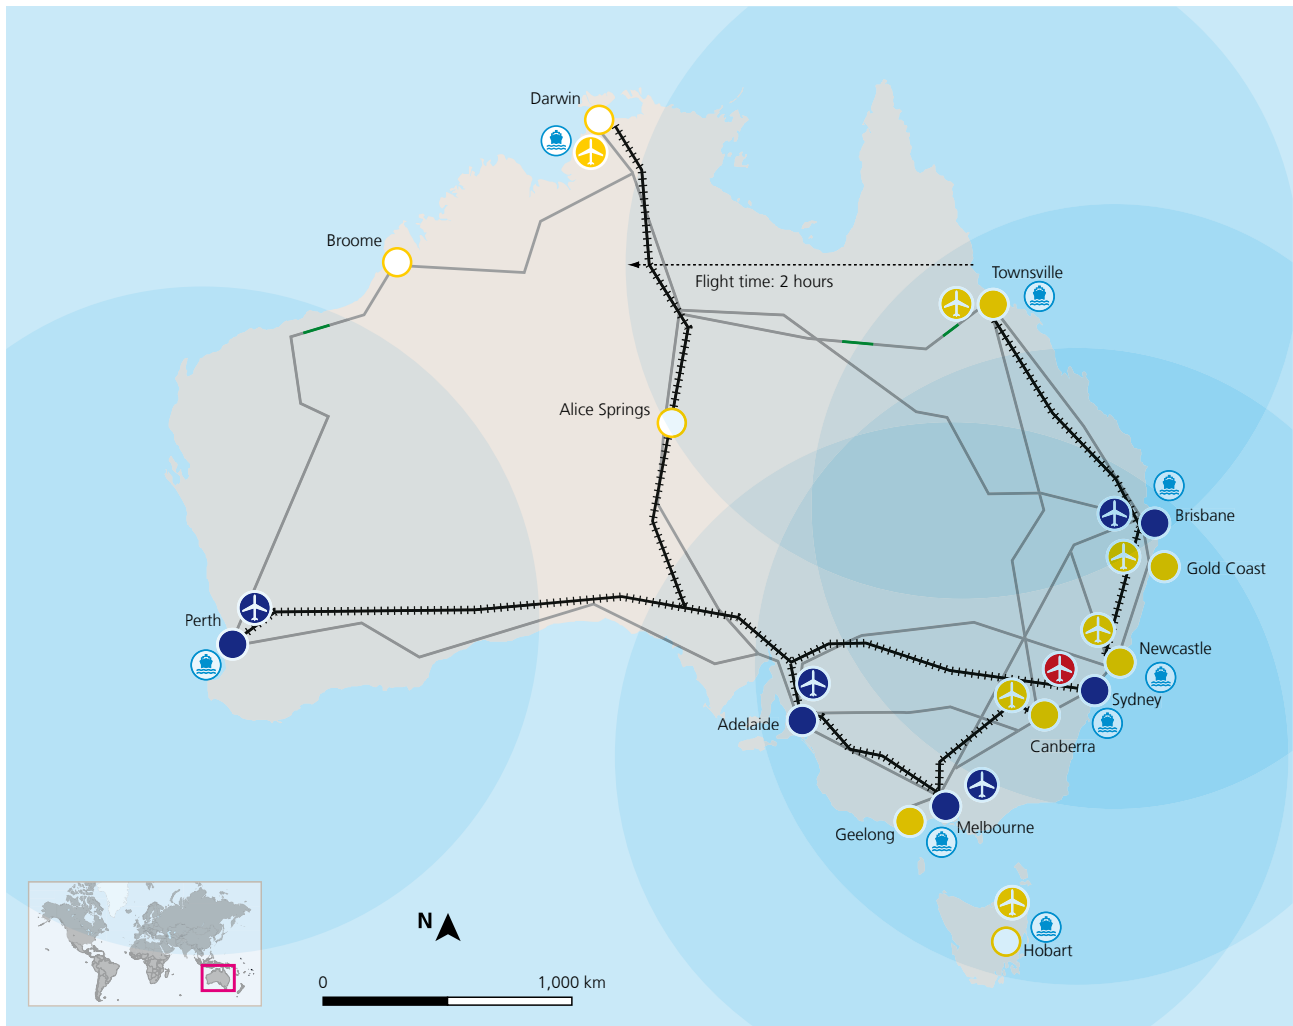 Darwin
Broome
Townsville
Flight time: 2 hours
Alice Springs
Brisbane
Gold Coast
Perth
Newcastle
Sydney
Adelaide
Canberra
Geelong
Melbourne
N
Hobart
0
1,000 km